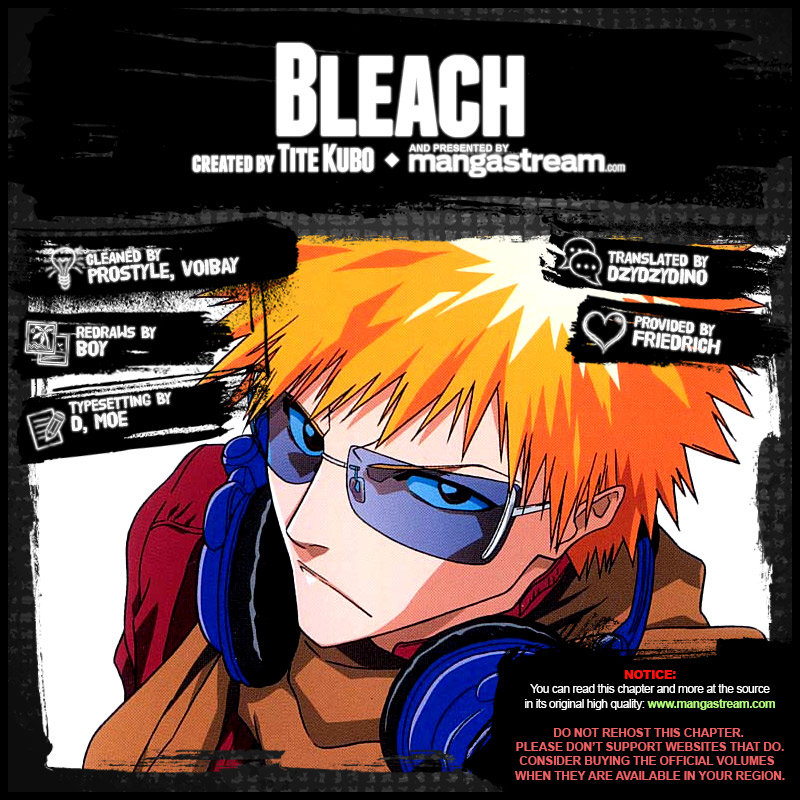 BLEACH
CREATED BY TITE KUBO ◆ AND PRESENTED BY mangastream.com
CLEANED BY
PROSTYLE, VOIBAY
REDRAWS BY
BOY
TYPESETTING BY
D, MOE
TRANSLATED BY
DZYDZYDINO
PROVIDED BY
FRIEDRICH
NOTICE:
You can read this chapter and more at the source
in its original high quality: www.mangastream.com
DO NOT REHOST THIS CHAPTER.
PLEASE DON'T SUPPORT WEBSITES THAT DO.
CONSIDER BUYING THE OFFICIAL VOLUMES
WHEN THEY ARE AVAILABLE IN YOUR REGION.